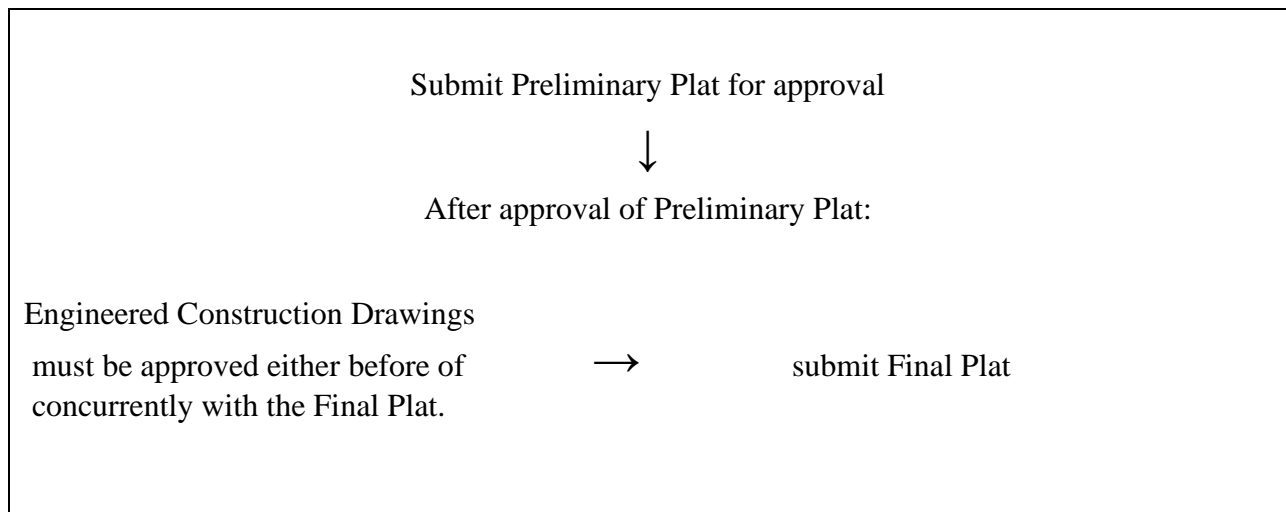 Submit Preliminary Plat for approval
↓
After approval of Preliminary Plat:
Engineered Construction Drawings
must be approved either before of → submit Final Plat
concurrently with the Final Plat.